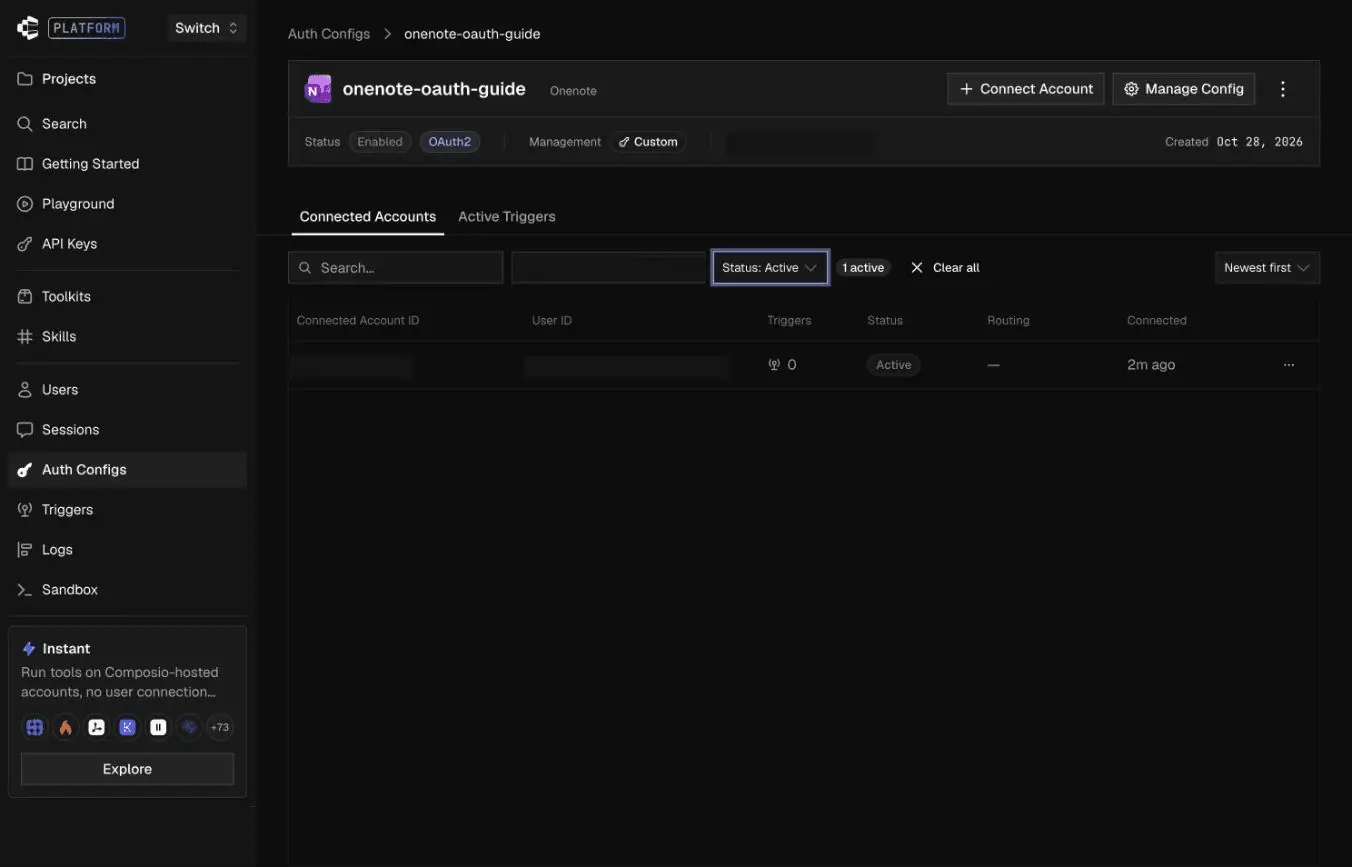 PLATFORM
Switch
Projects
Search
Getting Started
Playground
API Keys
Toolkits
Skills
Users
Sessions
Auth Configs
Triggers
Logs
Sandbox
Instant
Run tools on Composio-hosted
accounts, no user connection...
+73
Explore
Auth Configs > onenote-oauth-guide
onenote-oauth-guide Onenote
+ Connect Account
Manage Config
Status Enabled OAuth2 Management Custom
Created Oct 28, 2026
Connected Accounts Active Triggers
Search... Status: Active 1 active Clear all Newest first
Connected Account ID User ID Triggers Status Routing Connected
0 Active — 2m ago ...